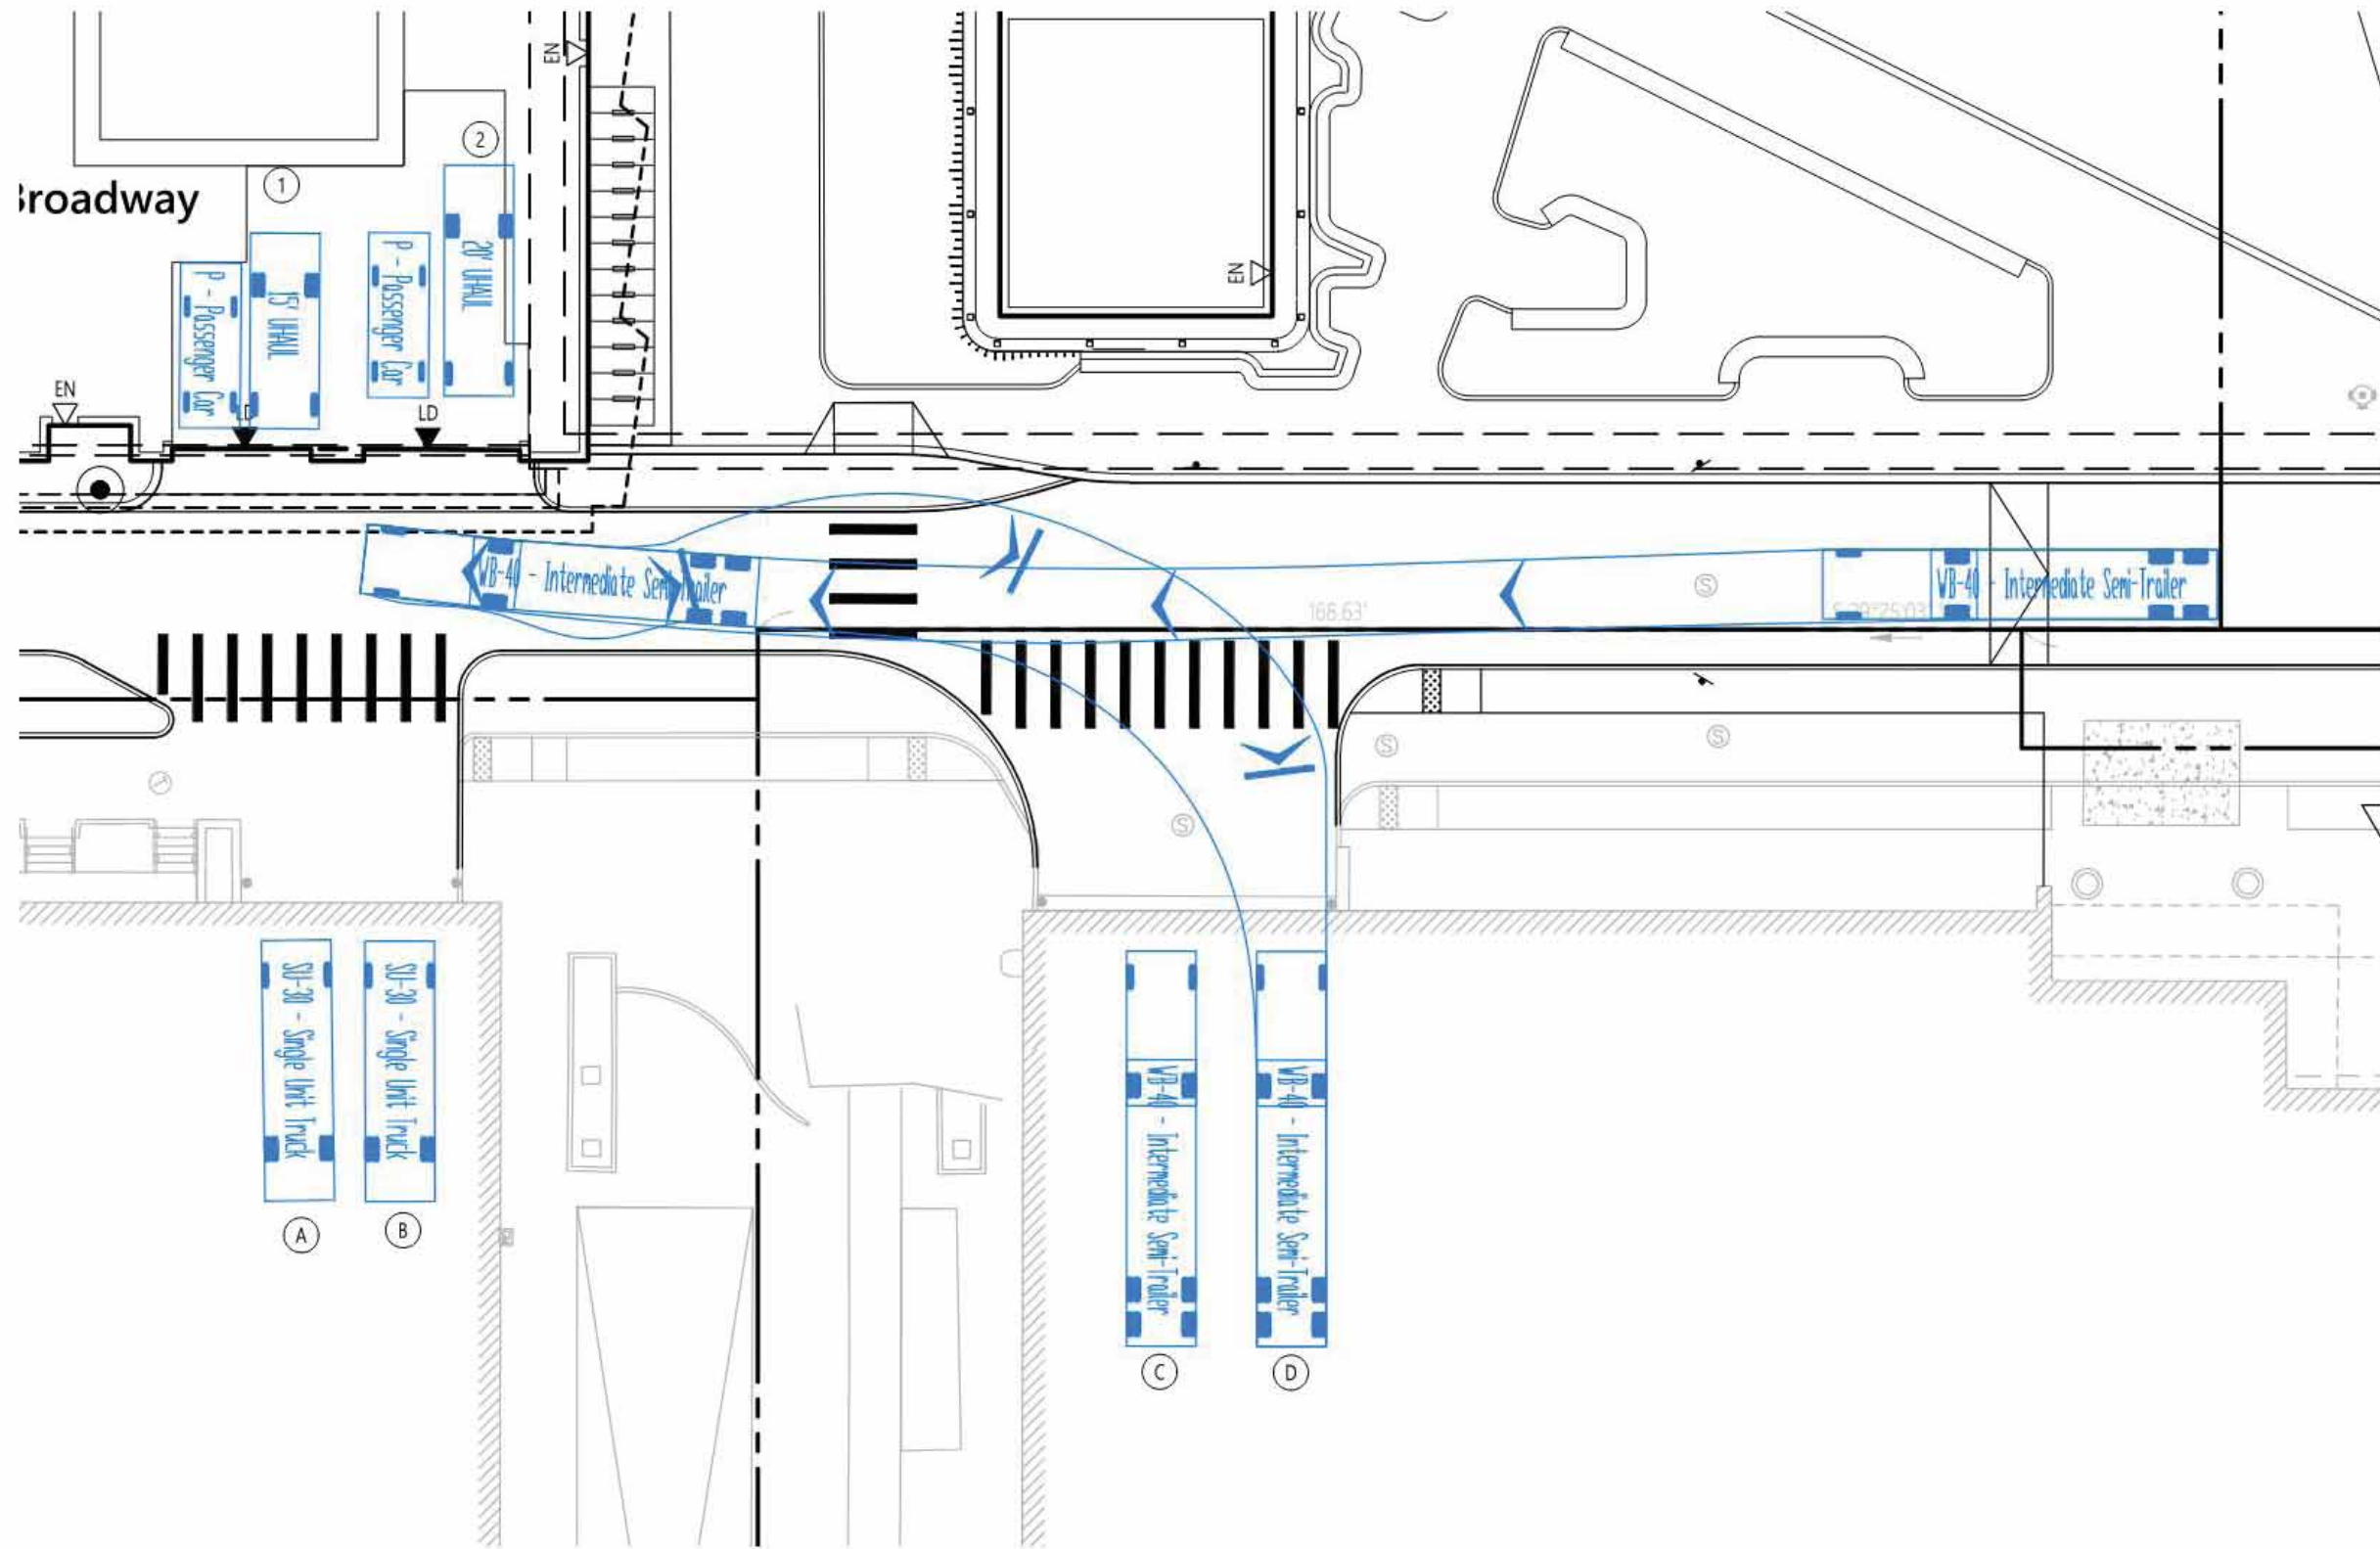 EN
2
1
Broadway
20' UHAUL
P - Passenger Car
15' UHAUL
P - Passenger Car
EN
EN
LD
LD
WB-40 - Intermediate Semi-Trailer
WB-40 - Intermediate Semi-Trailer
166.63'
S
S
S
S
SU-30 - Single Unit Truck
SU-30 - Single Unit Truck
WB-40 - Intermediate Semi-Trailer
WB-40 - Intermediate Semi-Trailer
A
B
C
D